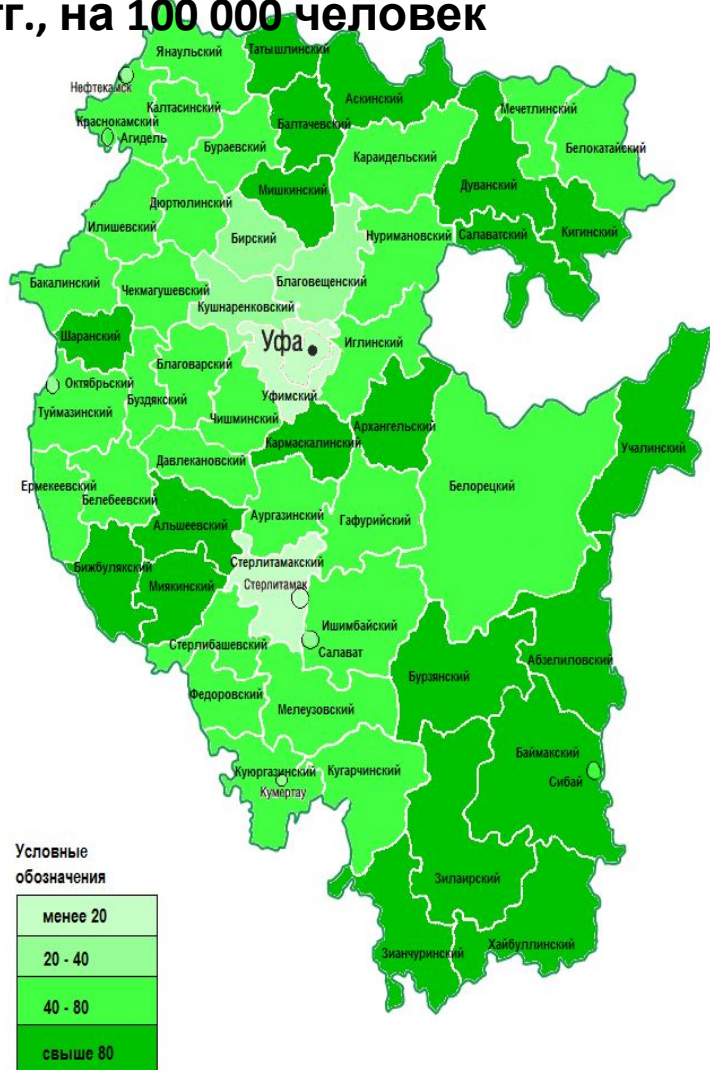 гг., на 100 000 человек
Янаульский
Татышлинский
Нефтекамск
Аскинский
Калтасинский
Мечетлинский
Краснокамский
Балтачевский
Агидель
Бураевский
Караидельский
Белокатайский
Мишкинский
Дуванский
Дюртюлинский
Илишевский
Бирский
Нуримановский
Салаватский
Кигинский
Бакалинский
Чекмагушевский
Благовещенский
Кушнаренковский
Шаранский
Уфа
Иглинский
Благоварский
Октябрьский
Буздякский
Уфимский
Туймазинский
Чишминский
Архангельский
Кармаскалинский
Учалинский
Давлекановский
Ермекеевский
Белорецкий
Белебеевский
Аургазинский
Гафурийский
Альшеевский
Бижбулякский
Стерлитамакский
Миякинский
Стерлитамак
Ишимбайский
Стерлибашевский
Салават
Абзелиловский
Бурзянский
Федоровский
Мелеузовский
Баймакский
Куюргазинский
Кугарчинский
Сибай
Кумертау
Условные
обозначения
Зилаирский
менее 20
Зианчуринский
Хайбуллинский
20 - 40
40 - 80
свыше 80